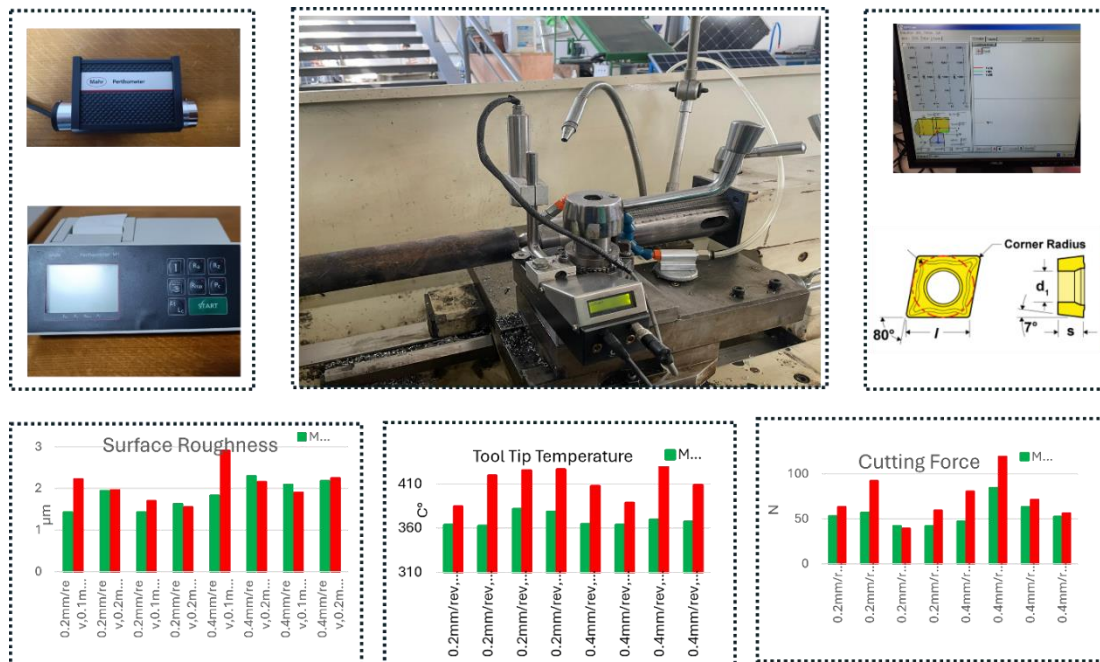 Mahr Perthometer
START
Corner Radius
d1
80°
l
7°
s
Surface Roughness
M...
3
2
1
0
µm
0.2mm/re
v,0.1m...
0.2mm/re
v,0.2m...
0.2mm/re
v,0.1m...
0.2mm/re
v,0.2m...
0.4mm/re
v,0.1m...
0.4mm/re
v,0.2m...
0.4mm/re
v,0.1m...
0.4mm/re
v,0.2m...
Tool Tip Temperature
M...
410
360
310
C°
0.2mm/rev,...
0.2mm/rev,...
0.2mm/rev,...
0.2mm/rev,...
0.4mm/rev,...
0.4mm/rev,...
0.4mm/rev,...
0.4mm/rev,...
Cutting Force
M...
100
50
0
N
0.2mm/r...
0.2mm/r...
0.2mm/r...
0.2mm/r...
0.4mm/r...
0.4mm/r...
0.4mm/r...
0.4mm/r...